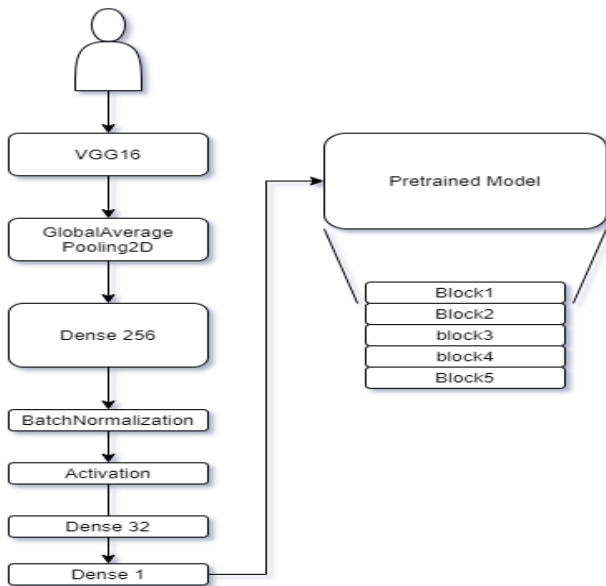 VGG16
GlobalAverage
Pooling2D
Dense 256
BatchNormalization
Activation
Dense 32
Dense 1
Pretrained Model
Block1
Block2
block3
block4
Block5